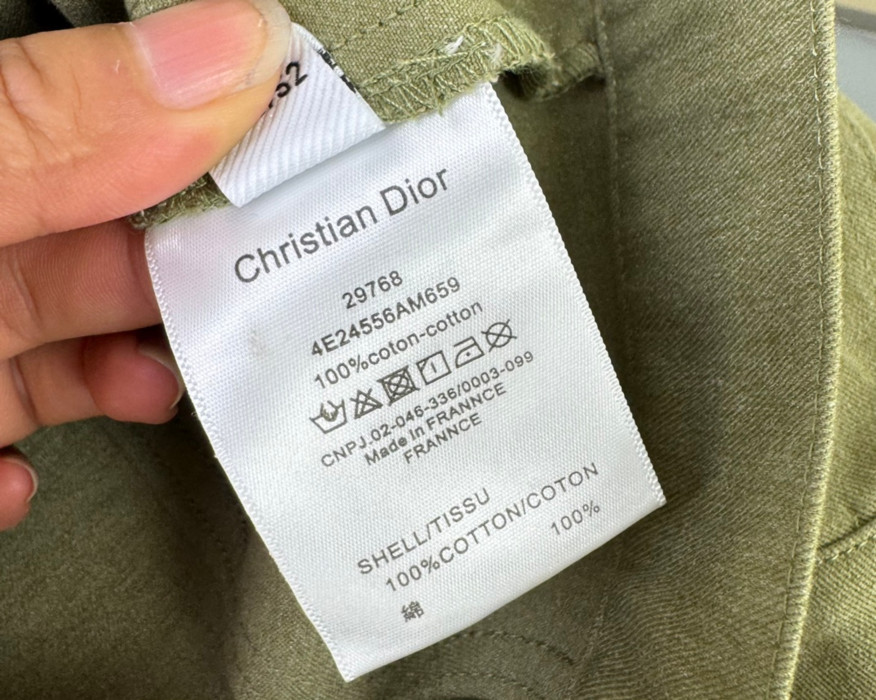 Christian Dior
29768
4E24556AM659
100%coton-cotton
CNPJ.02-046-336/0003-099
Made in FRANNCE
FRANNCE
SHELL/TISSU
100%COTTON/COTON
100%
綿